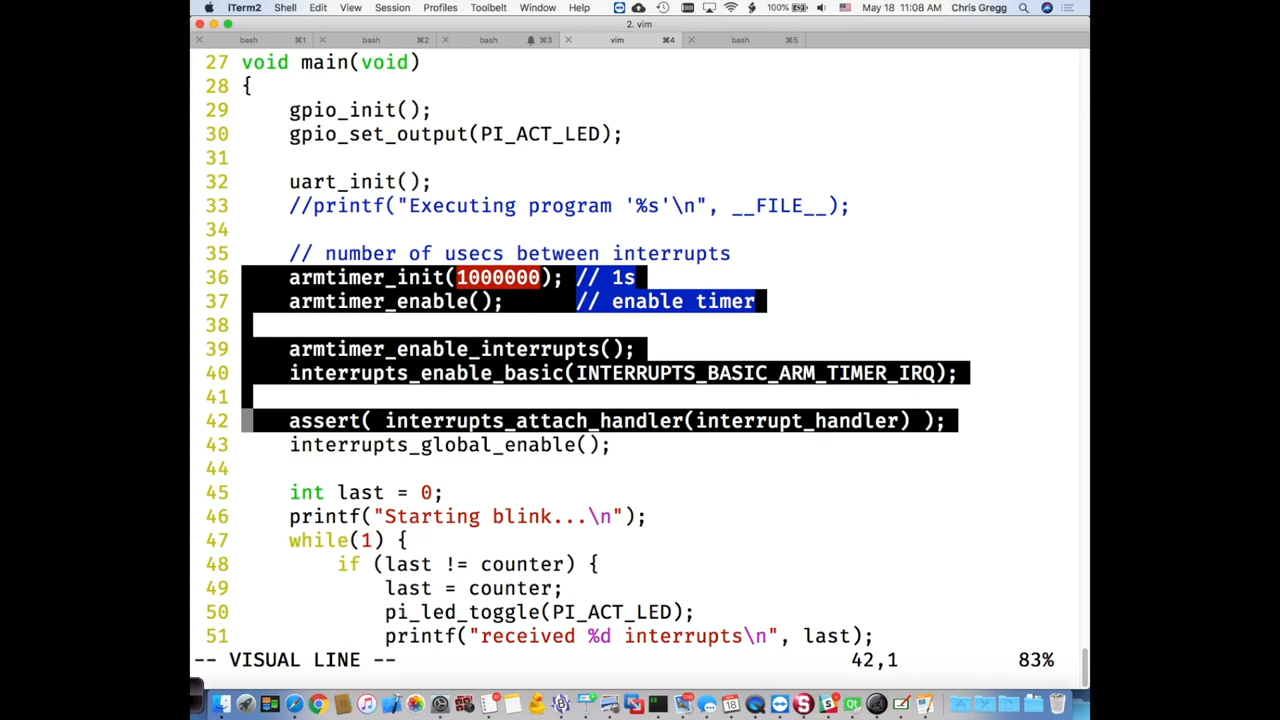 iTerm2 Shell Edit View Session Profiles Toolbelt Window Help 100% May 18 11:08 AM Chris Gregg
2. vim
bash ⌘1 bash ⌘2 bash ⌘3 vim ⌘4 bash ⌘5
27 void main(void)
28 {
29 gpio_init();
30 gpio_set_output(PI_ACT_LED);
31
32 uart_init();
33 //printf("Executing program '%s'\n", __FILE__);
34
35 // number of usecs between interrupts
36 armtimer_init(1000000); // 1s
37 armtimer_enable(); // enable timer
38
39 armtimer_enable_interrupts();
40 interrupts_enable_basic(INTERRUPTS_BASIC_ARM_TIMER_IRQ);
41
42 assert( interrupts_attach_handler(interrupt_handler) );
43 interrupts_global_enable();
44
45 int last = 0;
46 printf("Starting blink...\n");
47 while(1) {
48 if (last != counter) {
49 last = counter;
50 pi_led_toggle(PI_ACT_LED);
51 printf("received %d interrupts\n", last);
-- VISUAL LINE -- 42,1 83%